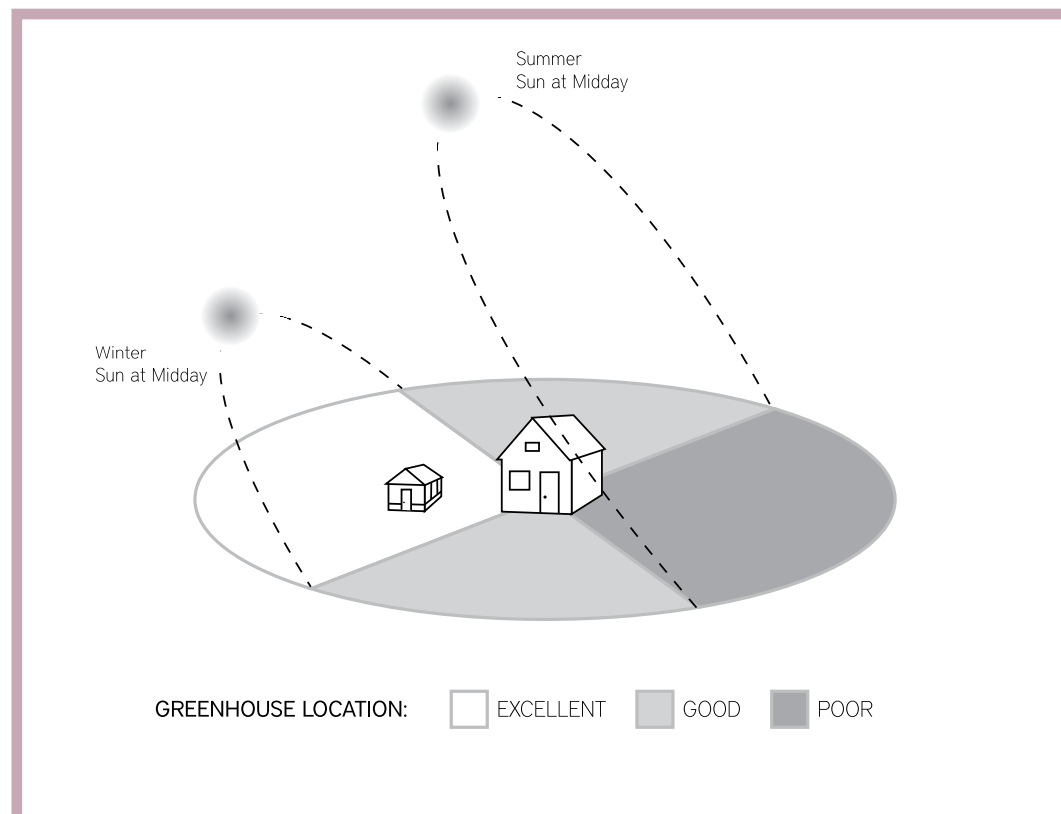 Summer
Sun at Midday
Winter
Sun at Midday
GREENHOUSE LOCATION: EXCELLENT GOOD POOR